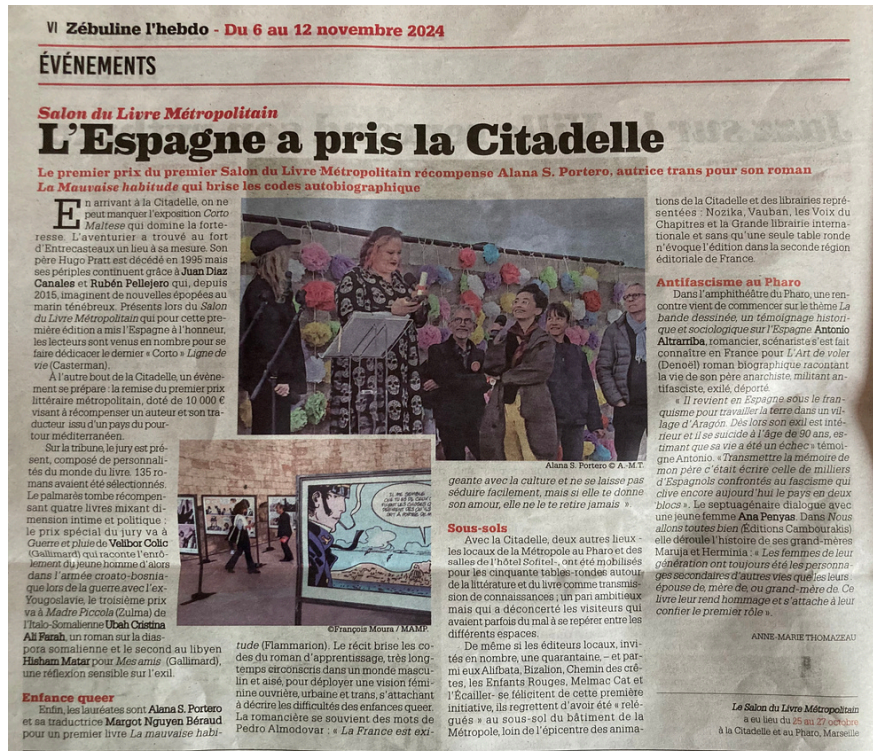 VI Zébuline l'hebdo - Du 6 au 12 novembre 2024
ÉVÉNEMENTS
Salon du Livre Métropolitain
L'Espagne a pris la Citadelle
Le premier prix du premier Salon du Livre Métropolitain récompense Alana S. Portero, autrice trans pour son roman
La Mauvaise habitude qui brise les codes autobiographique
En arrivant à la Citadelle, on ne
peut manquer l'exposition Corto
Maltese qui domine la forte-
resse. L'aventurier a trouvé au fort
d'Entrecasteaux un lieu à sa mesure. Son
père Hugo Pratt est décédé en 1995 mais
ses périples continuent grâce à Juan Diaz
Canales et Rubén Pellejero qui, depuis
2015, imaginent de nouvelles épopées au
marin ténébreux. Présents lors du Salon
du Livre Métropolitain qui pour cette pre-
mière édition a mis l'Espagne à l'honneur,
les lecteurs sont venus en nombre pour se
faire dédicacer le dernier « Corto » Ligne de
vie (Casterman).
À l'autre bout de la Citadelle, un évène-
ment se prépare : la remise du premier prix
littéraire métropolitain, doté de 10 000 €
visant à récompenser un auteur et son tra-
ducteur issu d'un pays du pour-
tour méditerranéen.
Sur la tribune, le jury est pré-
sent, composé de personnali-
tés du monde du livre. 135 ro-
mans avaient été sélectionnés.
Le palmarès tombe récompen-
sant quatre livres mixant di-
mension intime et politique :
le prix spécial du jury va à
Guerre et pluie de Velibor Colic
(Gallimard) qui raconte l'enrô-
lement du jeune homme d'alors
dans l'armée croato-bosnia-
que lors de la guerre avec l'ex-
Yougoslavie, le troisième prix
va à Madre Piccola (Zulma) de
l'Italo-Somalienne Ubah Cristina
Ali Farah, un roman sur la dias-
pora somalienne et le second au libyen
Hisham Matar pour Mes amis (Gallimard),
une réflexion sensible sur l'exil.
Enfance queer
Enfin, les lauréates sont Alana S. Portero
et sa traductrice Margot Nguyen Béraud
pour un premier livre La mauvaise habi-
Alana S. Portero © A.-M.T.
©François Moura / MAMP.
tude (Flammarion). Le récit brise les co-
des du roman d'apprentissage, très long-
temps circonscris dans un monde masculin
et aisé, pour déployer une vision fémi-
nine ouvrière, urbaine et trans, s'attachant
à décrire les difficultés des enfances queer.
La romancière se souvient des mots de
Pedro Almodovar : « La France est exi-
geante avec la culture et ne se laisse pas
séduire facilement, mais si elle te donne
son amour, elle ne te le retire jamais ».
Sous-sols
Avec la Citadelle, deux autres lieux -
les locaux de la Métropole au Pharo et des
salles de l'hôtel Sofitel-, ont été mobilisés
pour les cinquante tables-rondes autour
de la littérature et du livre comme transmis-
sion de connaissances ; un pari ambitieux
mais qui a déconcerté les visiteurs qui
avaient parfois du mal à se repérer entre les
différents espaces.
De même si les éditeurs locaux, invi-
tés en nombre, une quarantaine, – et par-
mi eux Alifbata, Bizalion, Chemin des crê-
tes, les Enfants Rouges, Melmac Cat et
l'Écailler- se félicitent de cette première
initiative, ils regrettent d'avoir été « relé-
gués » au sous-sol du bâtiment de la
Métropole, loin de l'épicentre des anima-
tions de la Citadelle et des librairies repré-
sentées : Nozika, Vauban, les Voix du
Chapitres et la Grande librairie interna-
tionale et sans qu'une seule table ronde
n'évoque l'édition dans la seconde région
éditoriale de France.
Antifascisme au Pharo
Dans l'amphithéâtre du Pharo, une ren-
contre vient de commencer sur le thème La
bande dessinée, un témoignage histori-
que et sociologique sur l'Espagne. Antonio
Altrarriba, romancier, scénariste s'est fait
connaître en France pour L'Art de voler
(Denoël) roman biographique racontant
la vie de son père anarchiste, militant an-
tifasciste, exilé, déporté.
« Il revient en Espagne sous le fran-
quisme pour travailler la terre dans un vil-
lage d'Aragón. Dès lors son exil est inté-
rieur et il se suicide à l'âge de 90 ans, es-
timant que sa vie a été un échec » témoi-
gne Antonio. « Transmettre la mémoire de
mon père c'était écrire celle de milliers
d'Espagnols confrontés au fascisme qui
clive encore aujourd'hui le pays en deux
blocs ». Le septuagénaire dialogue avec
une jeune femme Ana Penyas. Dans Nous
allons toutes bien (Éditions Cambourakis)
elle déroule l'histoire de ses grand-mères
Maruja et Herminia : « Les femmes de leur
génération ont toujours été les personna-
ges secondaires d'autres vies que les leurs
épouse de, mère de, ou grand-mère de. Ce
livre leur rend hommage et s'attache à leur
confier le premier rôle ».
ANNE-MARIE THOMAZEAU
Le Salon du Livre Métropolitain
a eu lieu du 25 au 27 octobre
à la Citadelle et au Pharo, Marseille